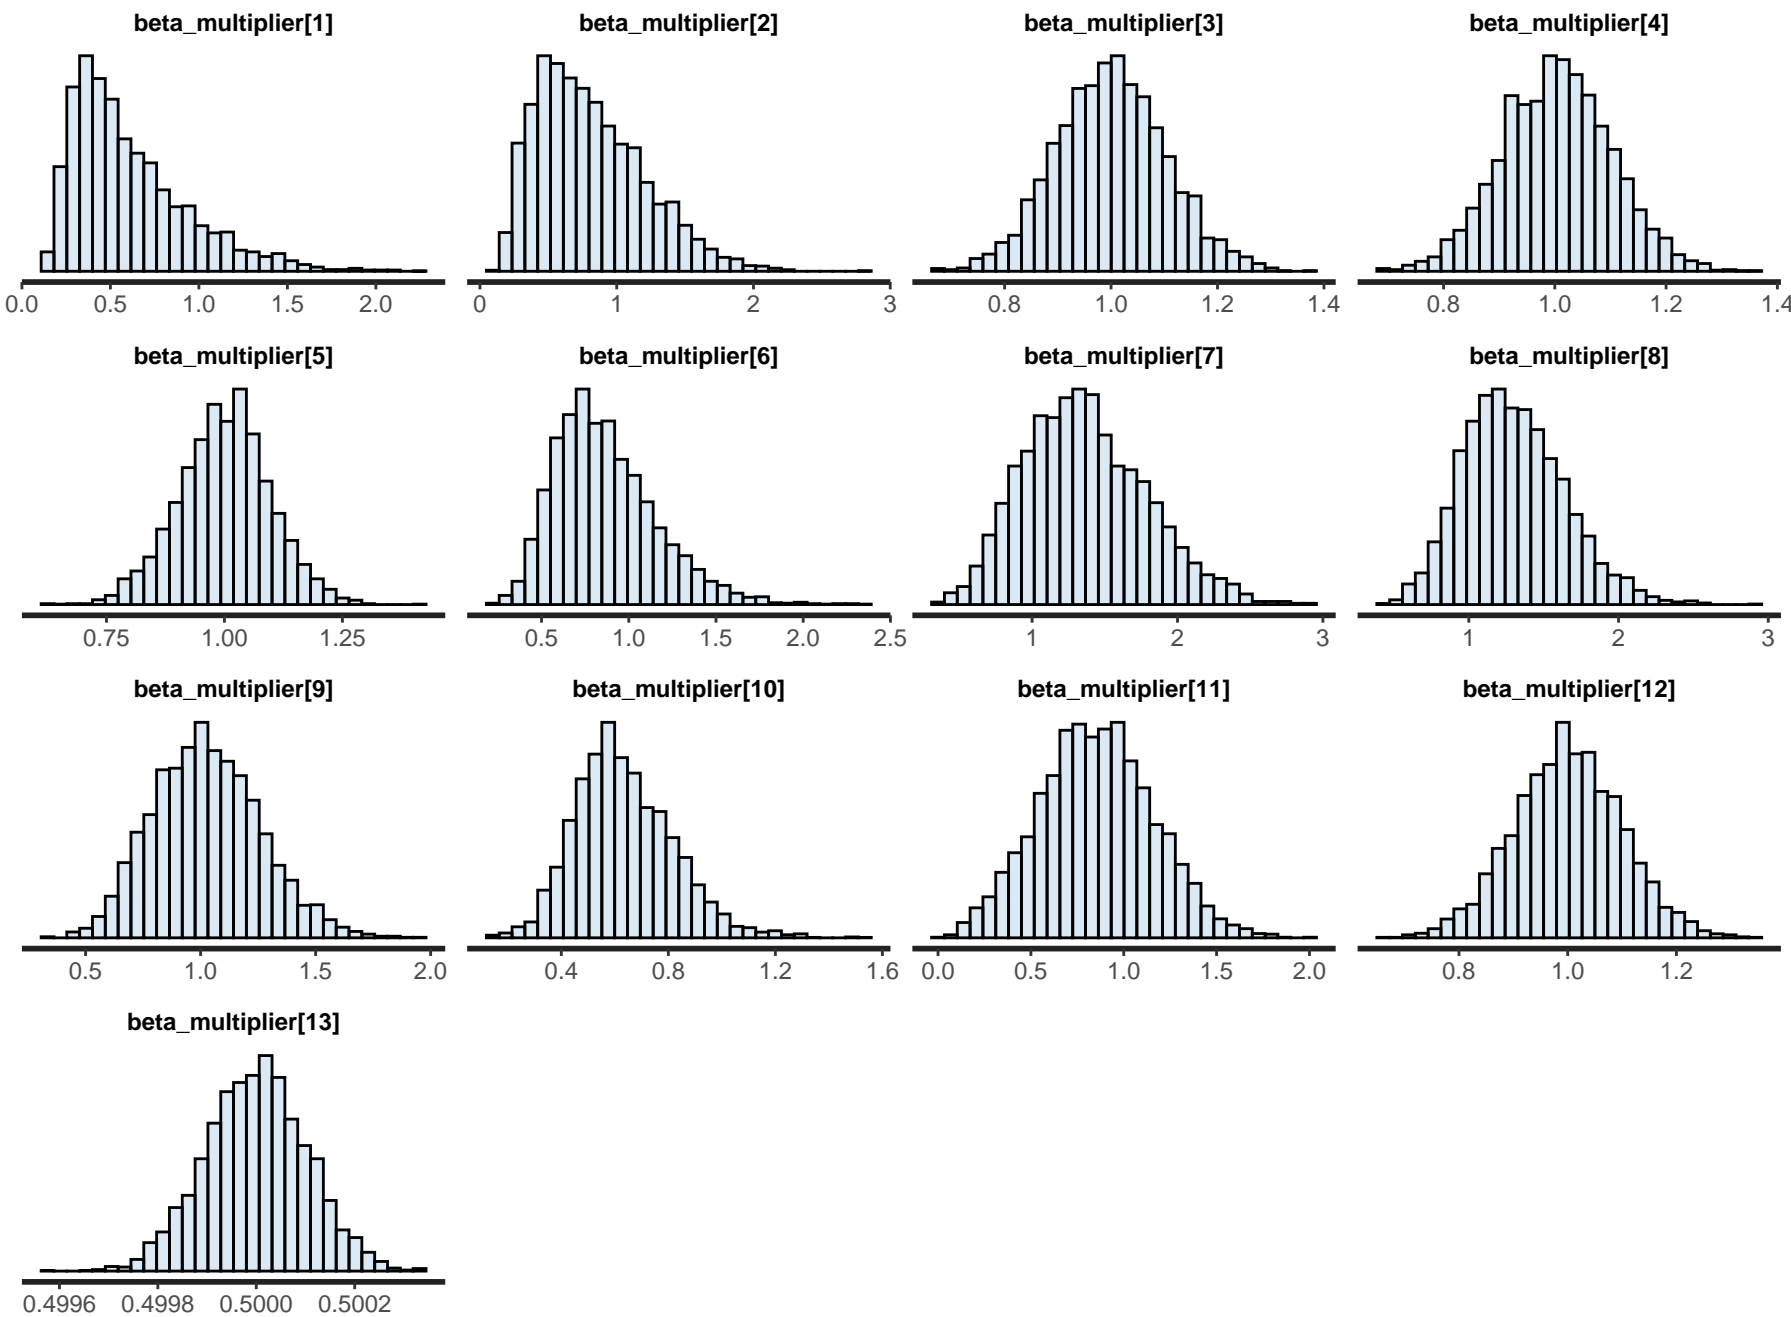 beta_multiplier[1] beta_multiplier[2] beta_multiplier[3] beta_multiplier[4]
0.0 0.5 1.0 1.5 2.0 0 1 2 3 0.8 1.0 1.2 1.4 0.8 1.0 1.2 1.4
beta_multiplier[5] beta_multiplier[6] beta_multiplier[7] beta_multiplier[8]
0.75 1.00 1.25 0.5 1.0 1.5 2.0 2.5 1 2 3 1 2 3
beta_multiplier[9] beta_multiplier[10] beta_multiplier[11] beta_multiplier[12]
0.5 1.0 1.5 2.0 0.4 0.8 1.2 1.6 0.0 0.5 1.0 1.5 2.0 0.8 1.0 1.2
beta_multiplier[13]
0.4996 0.4998 0.5000 0.5002